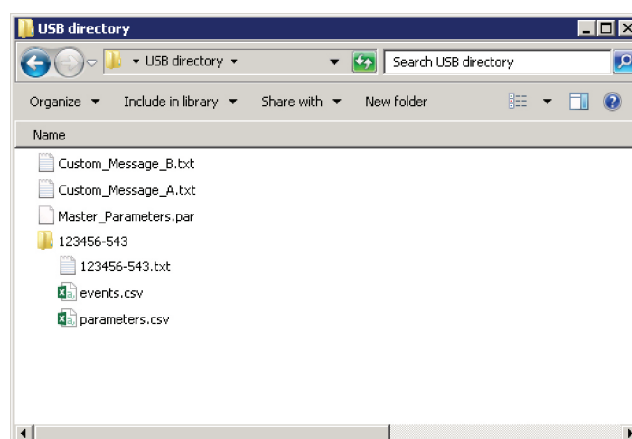 USB directory
USB directory
Search USB directory
Organize Include in library Share with New folder
Name
Custom_Message_B.txt
Custom_Message_A.txt
Master_Parameters.par
123456-543
123456-543.txt
events.csv
parameters.csv